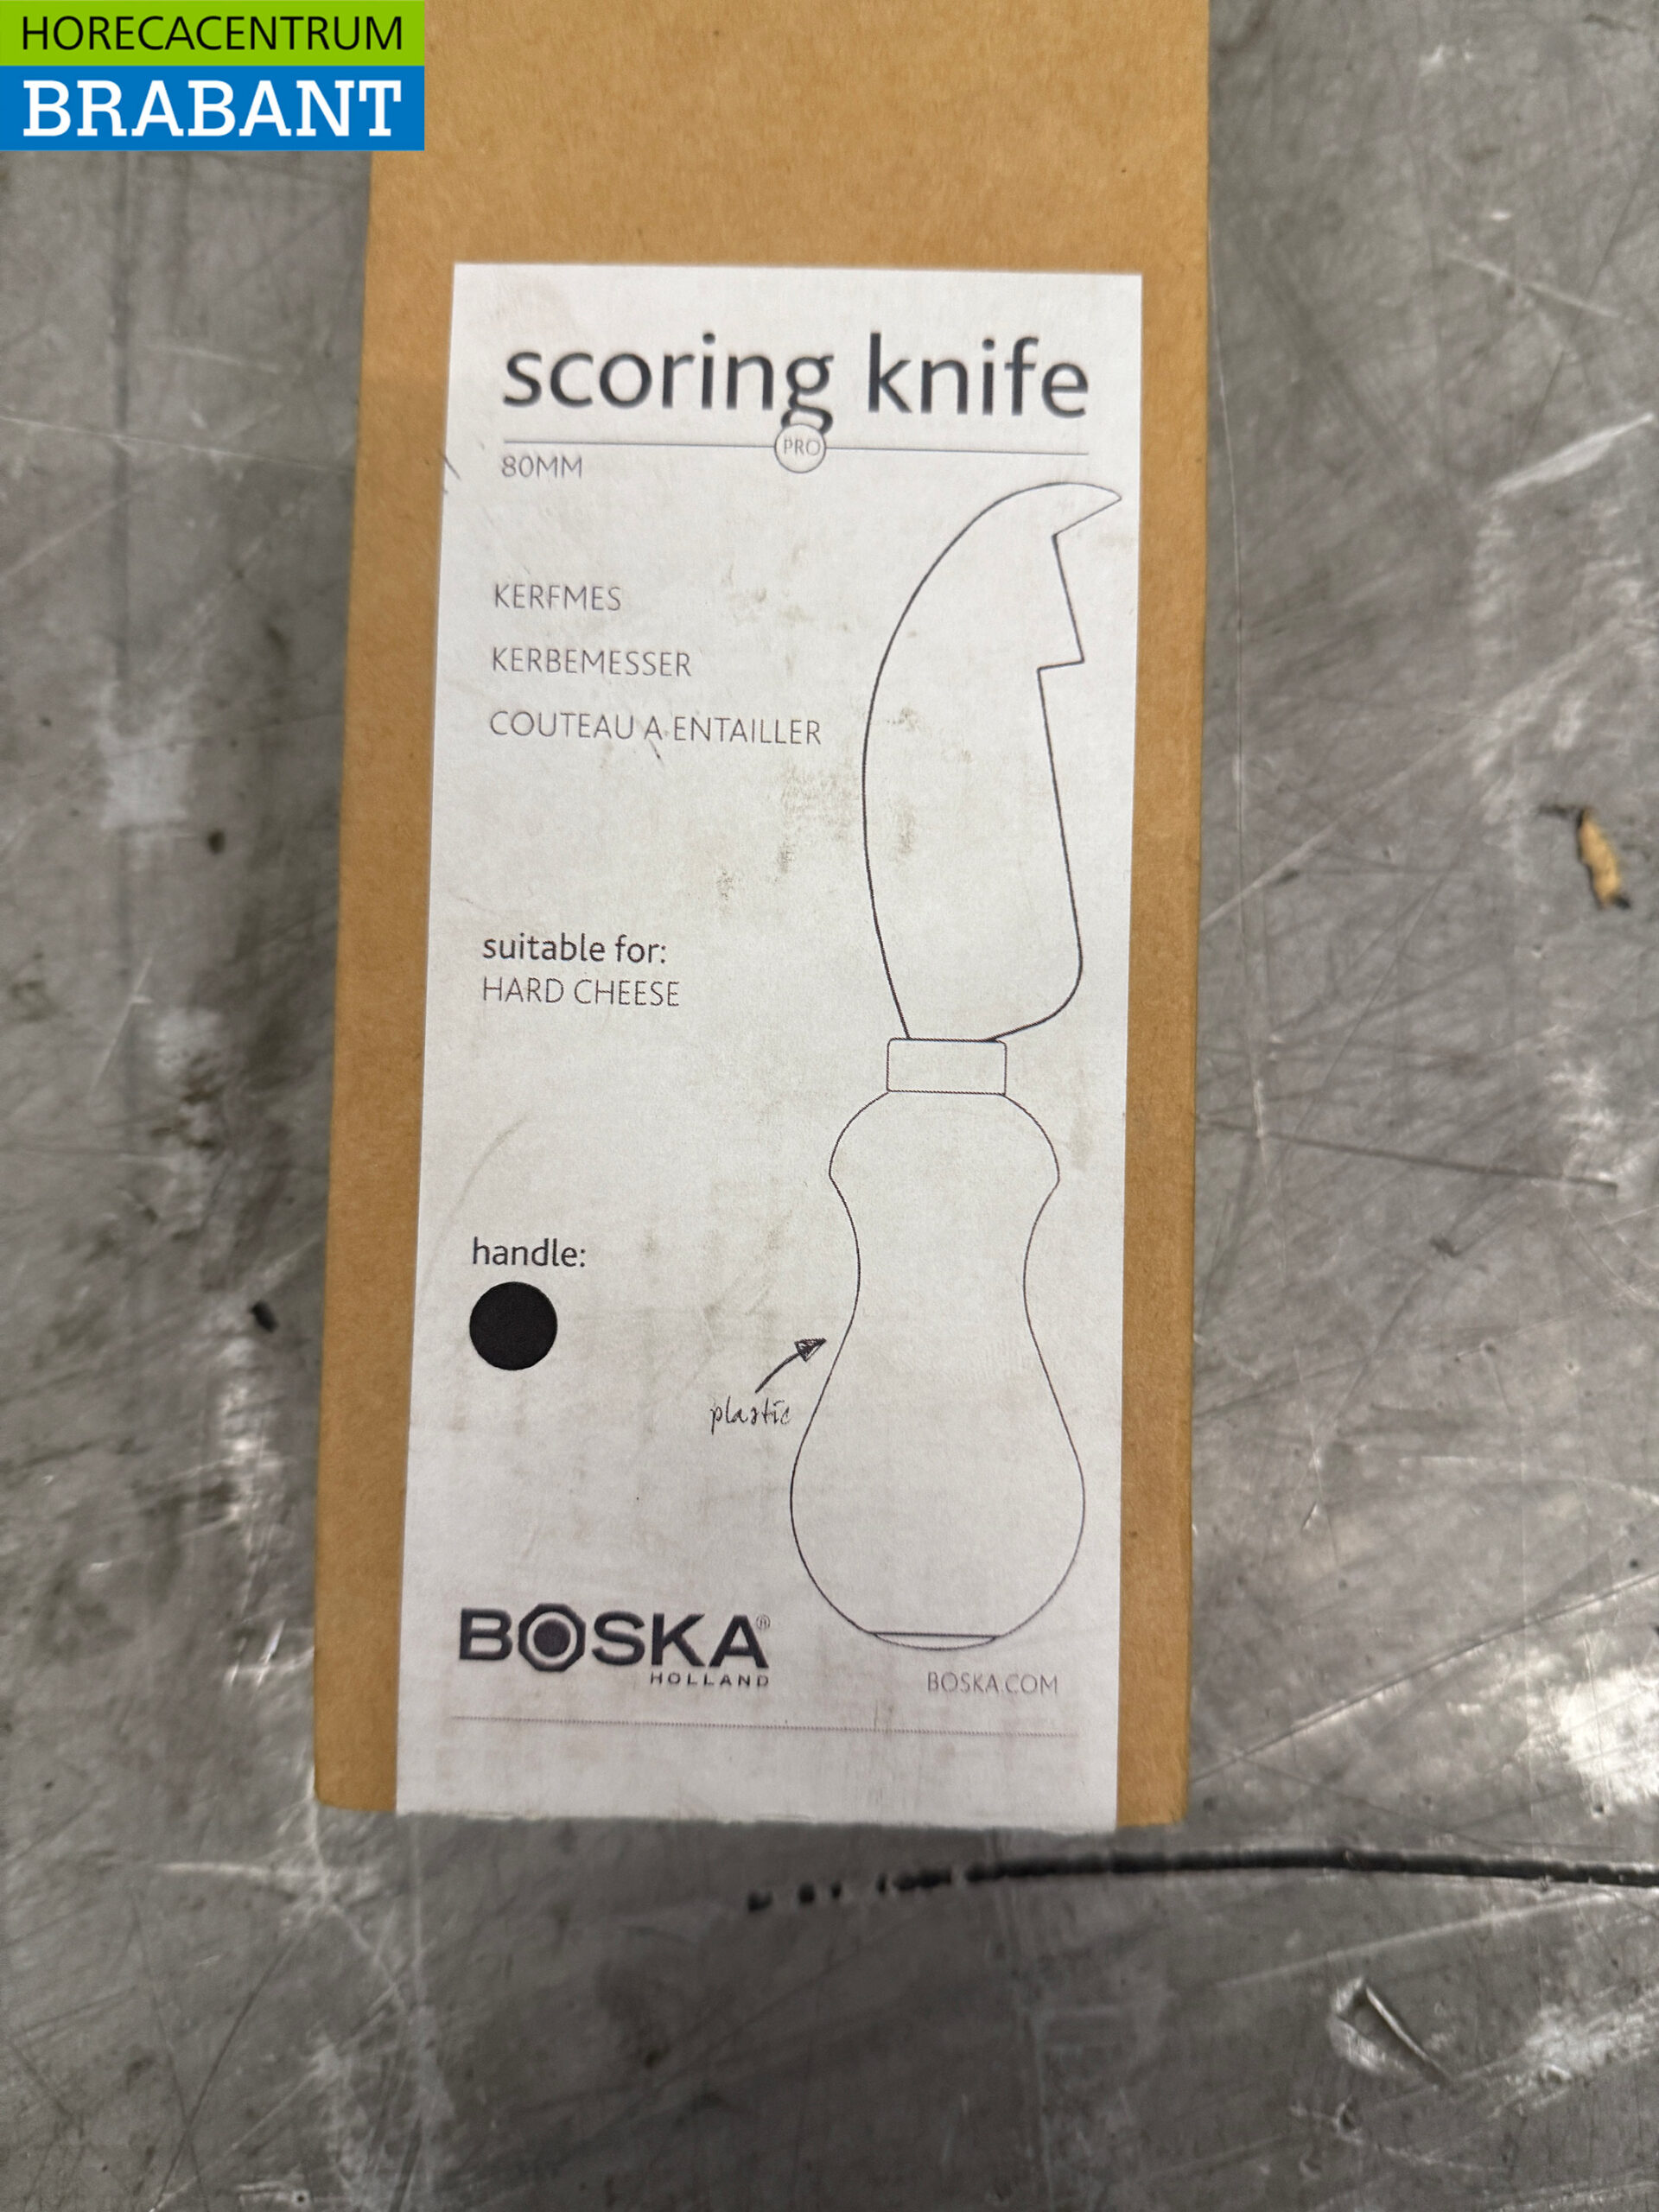 HORECACENTRUM
BRABANT
scoring knife
PRO
80MM
KERFMES
KERBEMESSER
COUTEAU A ENTAILLER
suitable for:
HARD CHEESE
handle:
plastic
BOSKA®
HOLLAND
BOSKA.COM